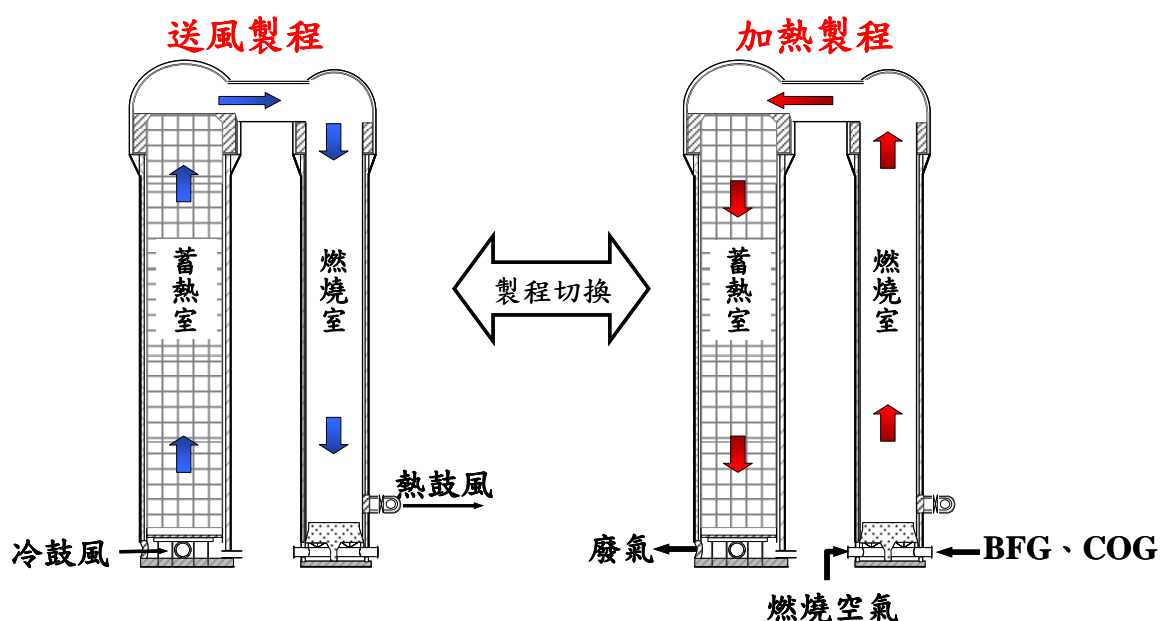 送風製程
加熱製程
蓄熱室
燃燒室
製程切換
蓄熱室
燃燒室
熱鼓風
冷鼓風
廢氣
BFG、COG
燃燒空氣